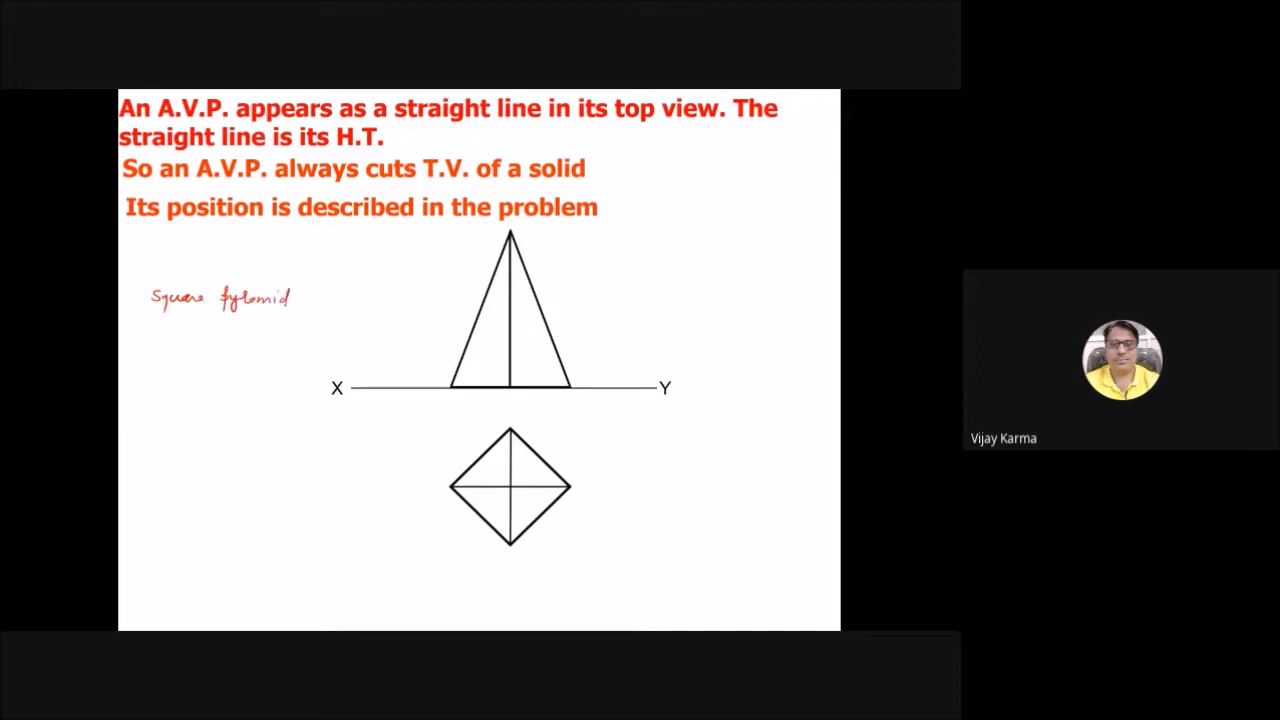 An A.V.P. appears as a straight line in its top view. The
straight line is its H.T.
So an A.V.P. always cuts T.V. of a solid
Its position is described in the problem
Square pyramid
X
Y
Vijay Karma